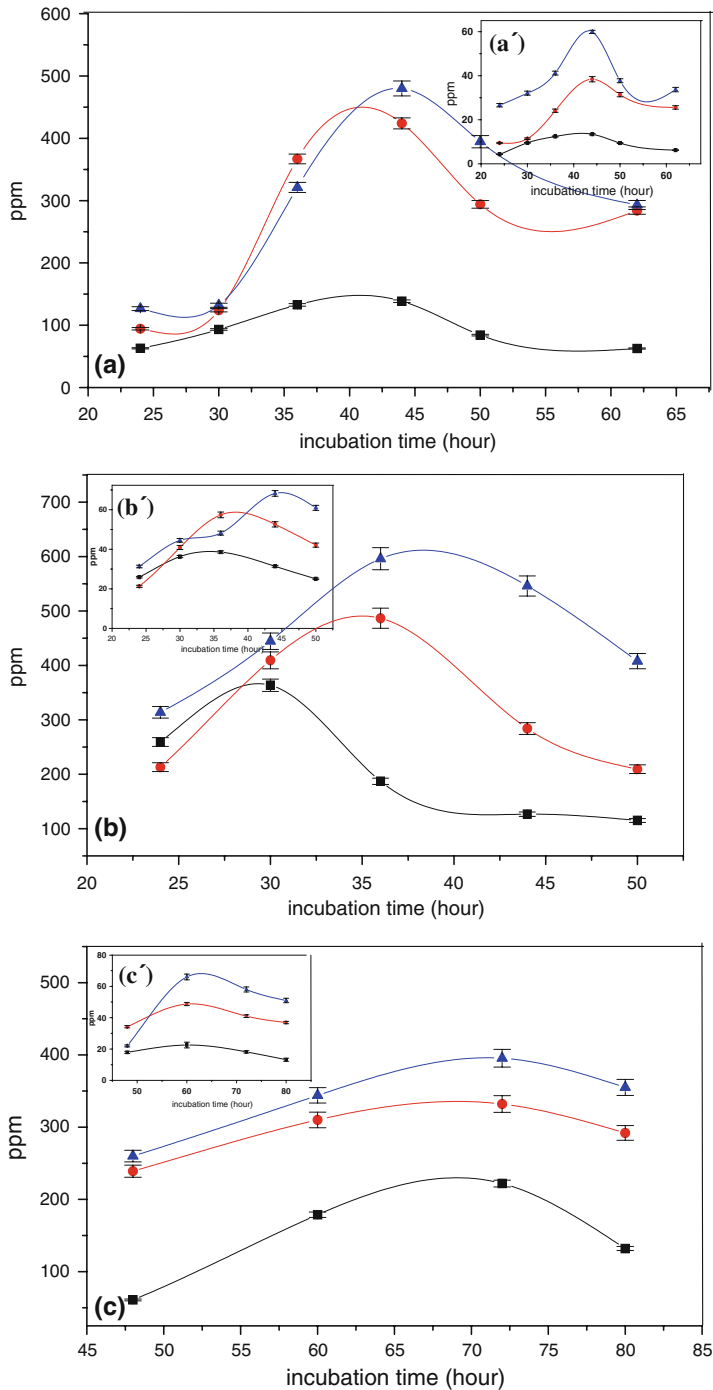 600
500
400
300
200
100
0
ppm
(a)
20 25 30 35 40 45 50 55 60 65
incubation time (hour)
(a´)
60
40
20
0
ppm
20 30 40 50 60
incubation time (hour)
700
600
500
400
300
200
100
ppm
(b)
20 25 30 35 40 45 50
incubation time (hour)
(b´)
60
40
20
0
ppm
20 25 30 35 40 45 50
incubation time (hour)
500
400
300
200
100
ppm
(c)
45 50 55 60 65 70 75 80 85
incubation time (hour)
(c´)
80
60
40
20
0
ppm
50 60 70 80
incubation time (hour)